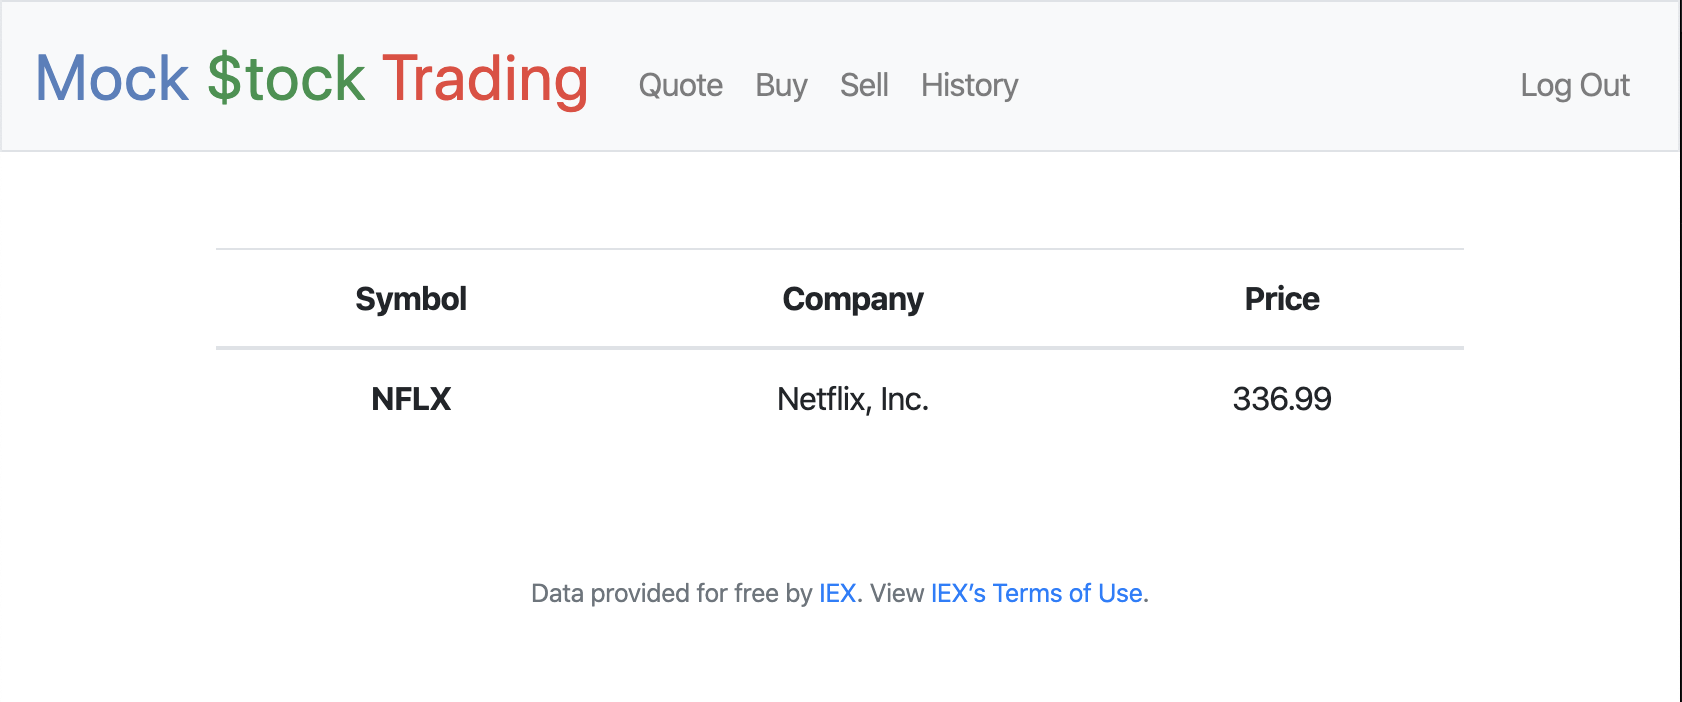 Mock $tock Trading Quote Buy Sell History Log Out
Symbol Company Price
NFLX Netflix, Inc. 336.99
Data provided for free by IEX. View IEX’s Terms of Use.